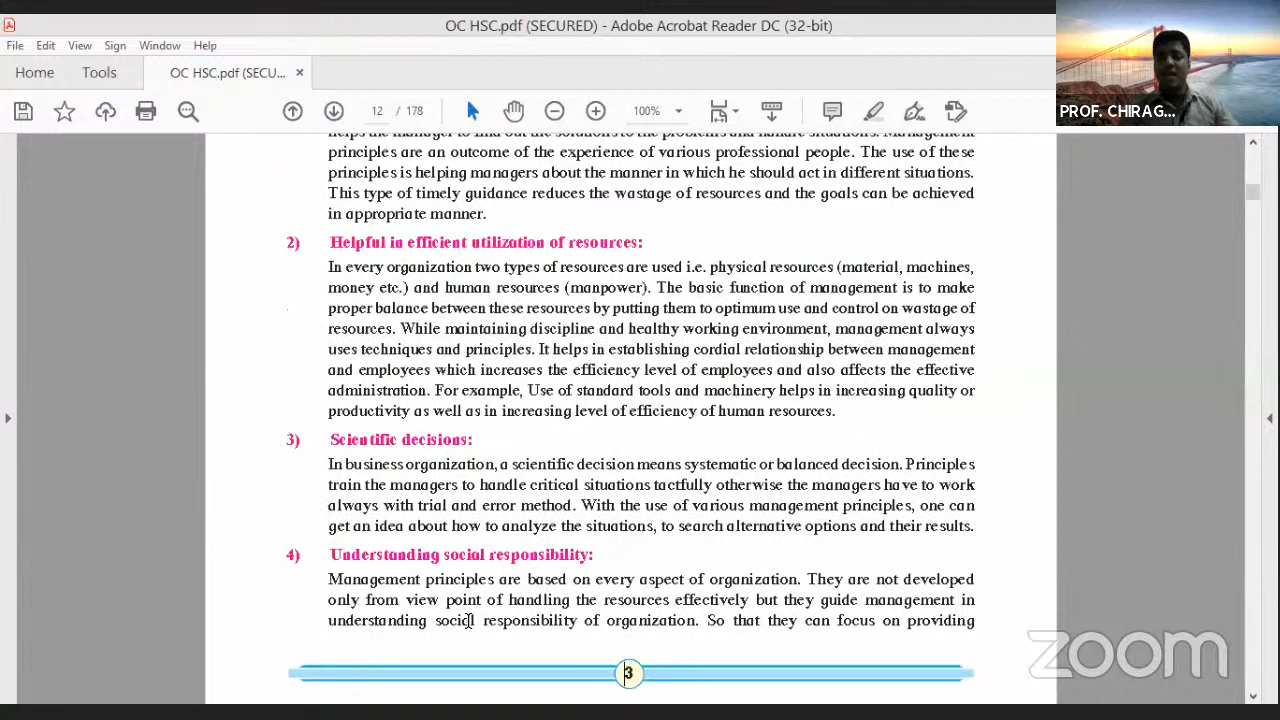 OC HSC.pdf (SECURED) - Adobe Acrobat Reader DC (32-bit)
File Edit View Sign Window Help
Home Tools OC HSC.pdf (SECU... ×
12 / 178 100%
PROF. CHIRAG...
helps the manager to find out the solutions to the problems and handle situations. Management
principles are an outcome of the experience of various professional people. The use of these
principles is helping managers about the manner in which he should act in different situations.
This type of timely guidance reduces the wastage of resources and the goals can be achieved
in appropriate manner.
2) Helpful in efficient utilization of resources:
In every organization two types of resources are used i.e. physical resources (material, machines,
money etc.) and human resources (manpower). The basic function of management is to make
proper balance between these resources by putting them to optimum use and control on wastage of
resources. While maintaining discipline and healthy working environment, management always
uses techniques and principles. It helps in establishing cordial relationship between management
and employees which increases the efficiency level of employees and also affects the effective
administration. For example, Use of standard tools and machinery helps in increasing quality or
productivity as well as in increasing level of efficiency of human resources.
3) Scientific decisions:
In business organization, a scientific decision means systematic or balanced decision. Principles
train the managers to handle critical situations tactfully otherwise the managers have to work
always with trial and error method. With the use of various management principles, one can
get an idea about how to analyze the situations, to search alternative options and their results.
4) Understanding social responsibility:
Management principles are based on every aspect of organization. They are not developed
only from view point of handling the resources effectively but they guide management in
understanding social responsibility of organization. So that they can focus on providing
zoom
3